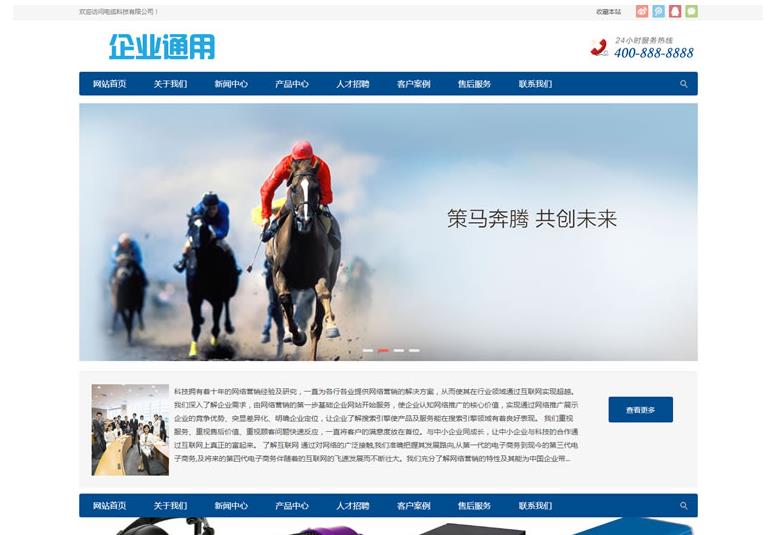 欢迎访问电磁科技有限公司！
收藏本站
企业通用
24小时服务热线
400-888-8888
网站首页 关于我们 新闻中心 产品中心 人才招聘 客户案例 售后服务 联系我们
策马奔腾 共创未来
科技拥有着十年的网络营销经验及研究，一直为各行各业提供网络营销的解决方案，从而使其在行业领域通过互联网实现超越。
我们深入了解企业需求，由网络营销的第一步基础企业网站开始服务，使企业认知网络推广的核心价值，实现通过网络推广展示
企业的竞争优势、突显差异化、明确企业定位，让企业了解搜索引擎使产品及服务能在搜索引擎领域有着良好表现。 我们重视
服务、重视售后价值、重视顾客问题快速反应，一直将客户的满意度放在首位。与中小企业同成长，让中小企业与科技的合作通
过互联网上真正的富起来。 了解互联网 通过对网络的广泛接触,我们准确把握其发展路向,从第一代的电子商务到现今的第三代电
子商务,及将来的第四代电子商务伴随着的互联网的飞速发展而不断壮大。我们充分了解网络营销的特性及其能为中国企业带...
查看更多
网站首页 关于我们 新闻中心 产品中心 人才招聘 客户案例 售后服务 联系我们